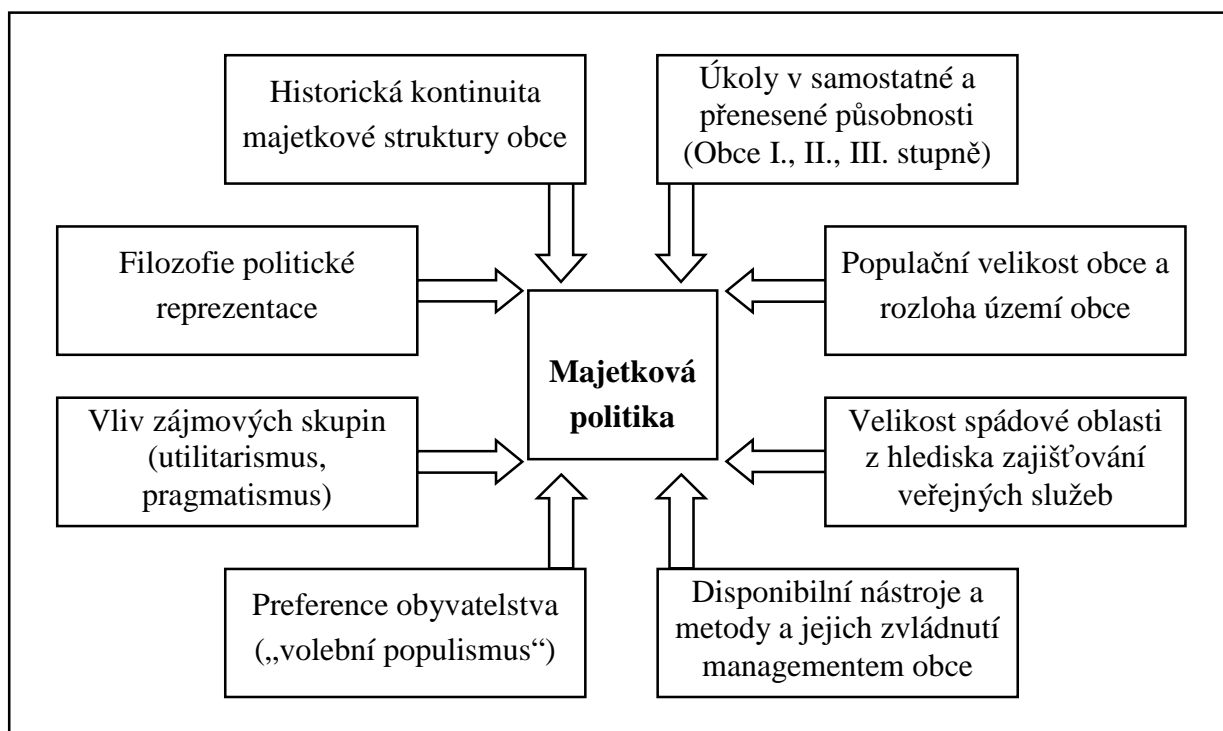 Historická kontinuita
majetkové struktury obce
Úkoly v samostatné a
přenesené působnosti
(Obce I., II., III. stupně)
Filozofie politické
reprezentace
Populační velikost obce a
rozloha území obce
Majetková
politika
Vliv zájmových skupin
(utilitarismus,
pragmatismus)
Velikost spádové oblasti
z hlediska zajišťování
veřejných služeb
Preference obyvatelstva
(„volební populismus“)
Disponibilní nástroje a
metody a jejich zvládnutí
managementem obce